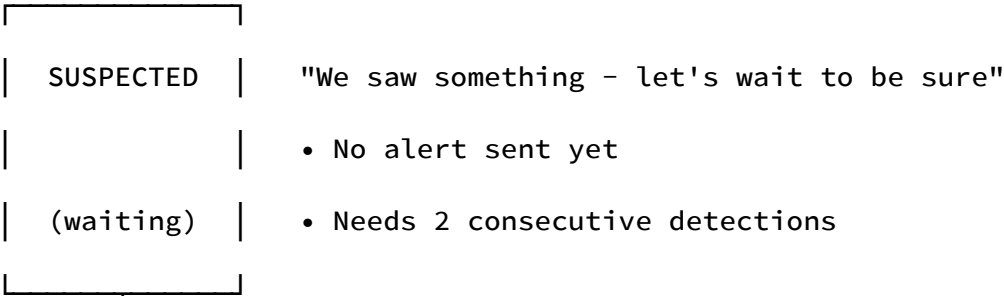 SUSPECTED "We saw something – let's wait to be sure"
• No alert sent yet
(waiting) • Needs 2 consecutive detections